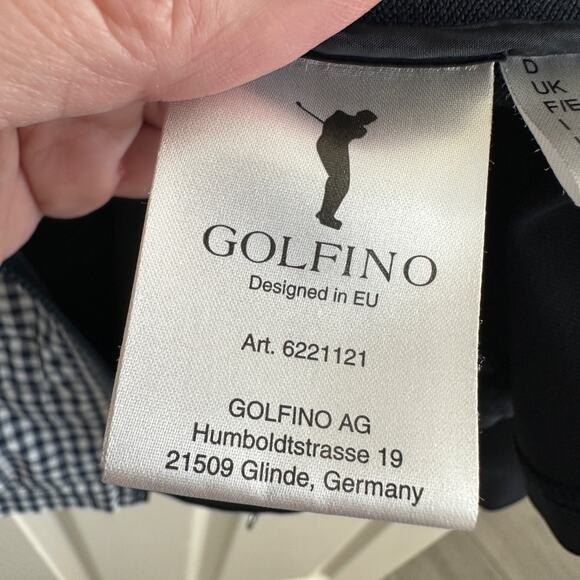 GOLFINO
Designed in EU
Art. 6221121
GOLFINO AG
Humboldtstrasse 19
21509 Glinde, Germany
D
UK
F/E
I